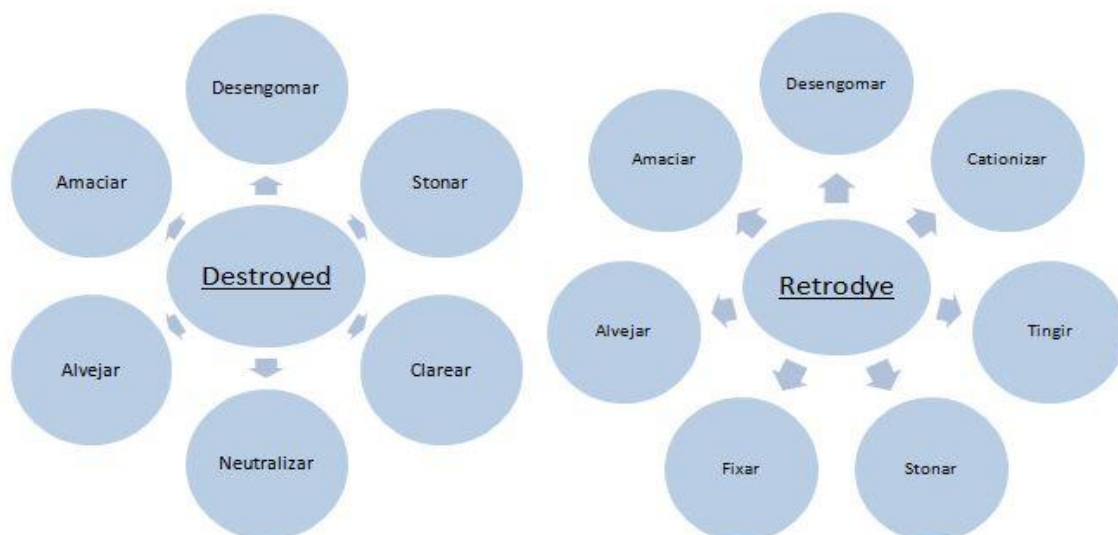 Destroyed
Desengomar
Stonar
Clarear
Neutralizar
Alvejar
Amaciar
Retrodye
Desengomar
Cationizar
Tingir
Stonar
Fixar
Alvejar
Amaciar